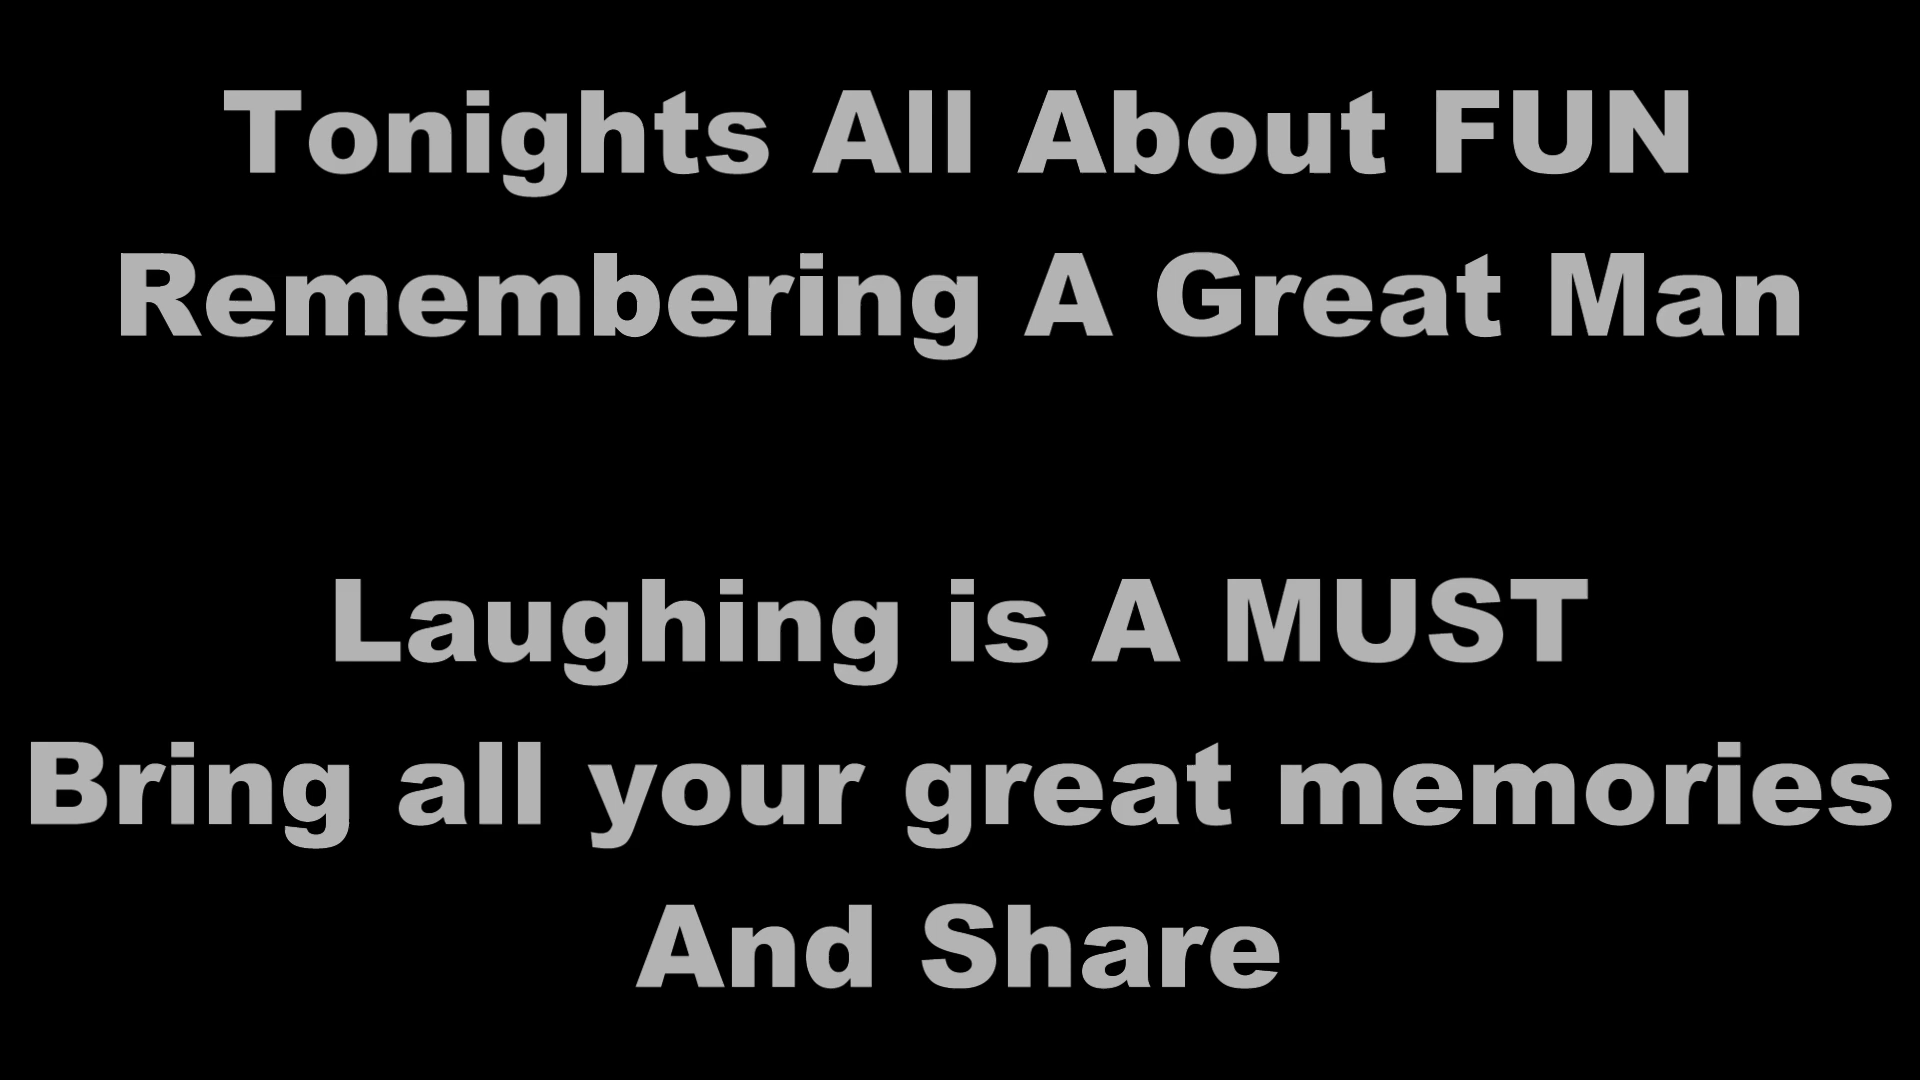 Tonights All About FUN
Remembering A Great Man
Laughing is A MUST
Bring all your great memories
And Share